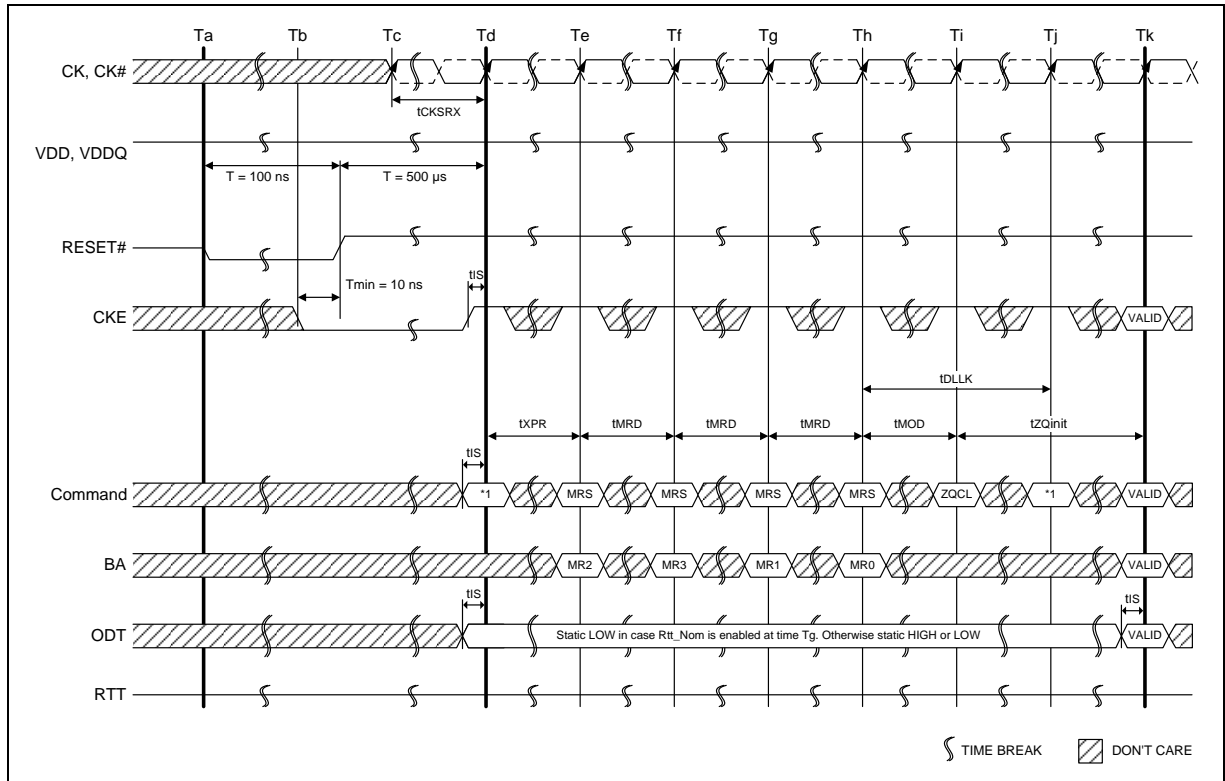 Ta Tb Tc Td Te Tf Tg Th Ti Tj Tk
CK, CK#
tCKSRX
VDD, VDDQ
T = 100 ns T = 500 µs
RESET#
tIS
Tmin = 10 ns
CKE VALID
tDLLK
tXPR tMRD tMRD tMRD tMOD tZQinit
tIS
Command *1 MRS MRS MRS MRS ZQCL *1 VALID
BA MR2 MR3 MR1 MR0 VALID
tIS tIS
ODT Static LOW in case Rtt_Nom is enabled at time Tg. Otherwise static HIGH or LOW VALID
RTT
TIME BREAK DON'T CARE